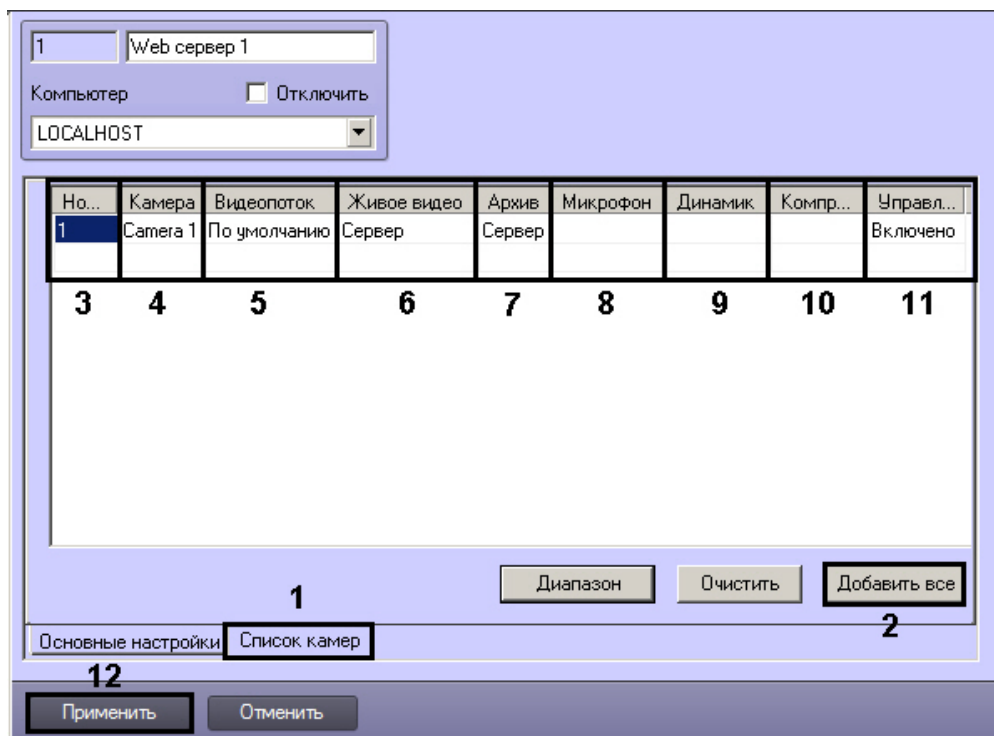 1 Web сервер 1
Компьютер Отключить
LOCALHOST
Но... Камера Видеопоток Живое видео Архив Микрофон Динамик Компр... Управл...
1 Camera 1 По умолчанию Сервер Сервер Включено
3 4 5 6 7 8 9 10 11
Диапазон Очистить Добавить все
1
2
Основные настройки Список камер
12
Применить Отменить